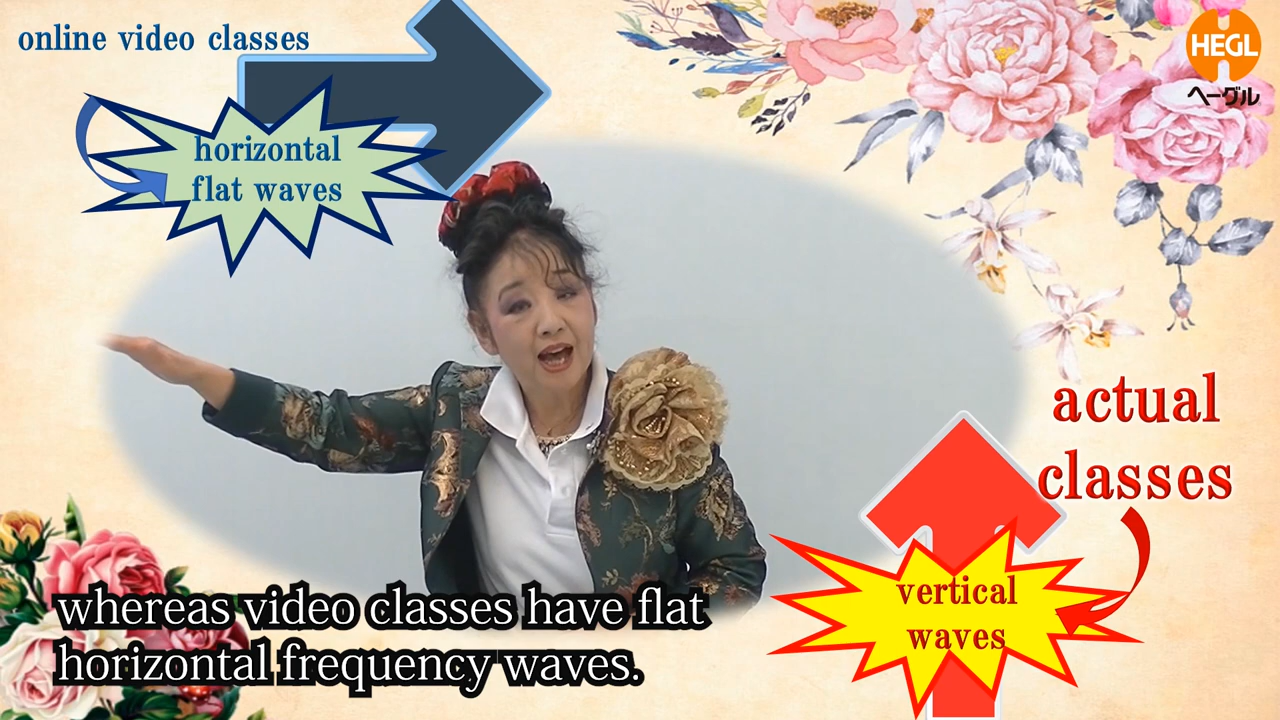 online video classes
HEGL
ヘーグル
horizontal
flat waves
actual
classes
vertical
waves
whereas video classes have flat
horizontal frequency waves.